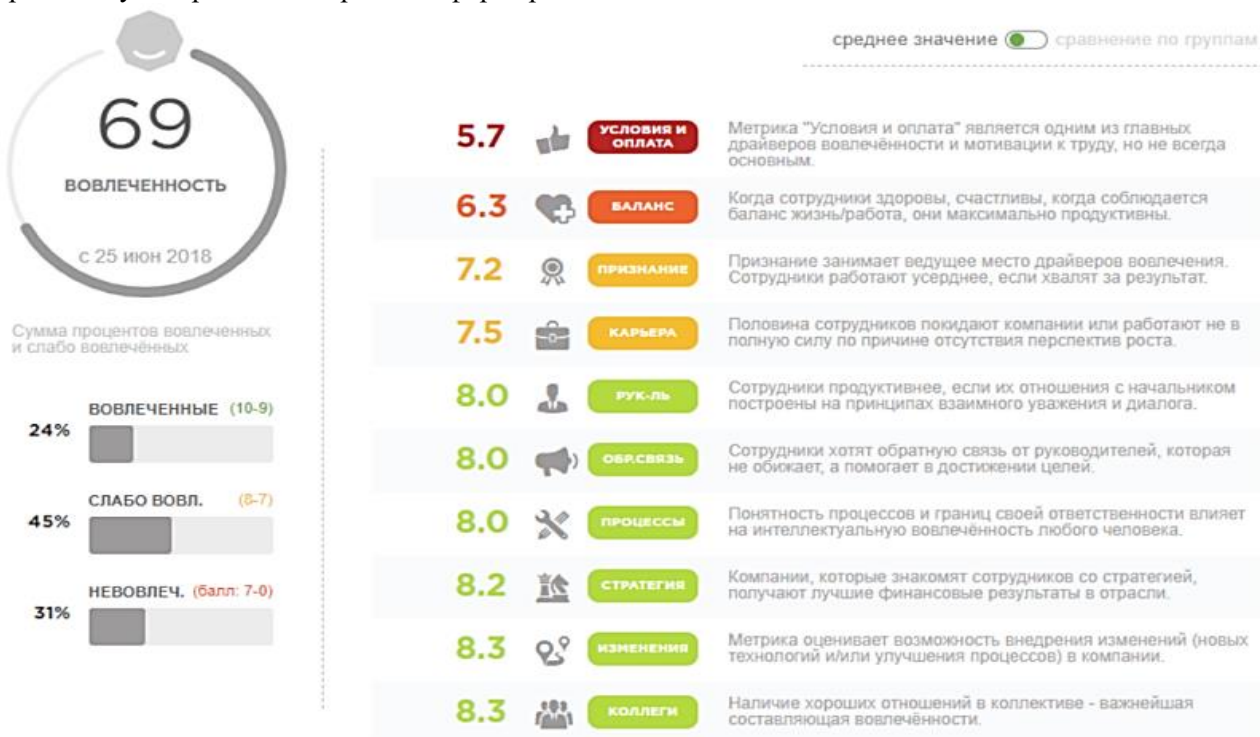 среднее значение сравнение по группам
69
ВОВЛЕЧЕННОСТЬ
с 25 июн 2018
Сумма процентов вовлеченных
и слабо вовлечённых
ВОВЛЕЧЕННЫЕ (10-9)
24%
СЛАБО ВОВЛ. (8-7)
45%
НЕВОВЛЕЧ. (балл: 7-0)
31%
5.7 УСЛОВИЯ И
ОПЛАТА
Метрика "Условия и оплата" является одним из главных
драйверов вовлечённости и мотивации к труду, но не всегда
основным.
6.3 БАЛАНС
Когда сотрудники здоровы, счастливы, когда соблюдается
баланс жизнь/работа, они максимально продуктивны.
7.2 ПРИЗНАНИЕ
Признание занимает ведущее место драйверов вовлечения.
Сотрудники работают усерднее, если хвалят за результат.
7.5 КАРЬЕРА
Половина сотрудников покидают компании или работают не в
полную силу по причине отсутствия перспектив роста.
8.0 РУК-ЛЬ
Сотрудники продуктивнее, если их отношения с начальником
построены на принципах взаимного уважения и диалога.
8.0 ОБР.СВЯЗЬ
Сотрудники хотят обратную связь от руководителей, которая
не обижает, а помогает в достижении целей.
8.0 ПРОЦЕССЫ
Понятность процессов и границ своей ответственности влияет
на интеллектуальную вовлечённость любого человека.
8.2 СТРАТЕГИЯ
Компании, которые знакомят сотрудников со стратегией,
получают лучшие финансовые результаты в отрасли.
8.3 ИЗМЕНЕНИЯ
Метрика оценивает возможность внедрения изменений (новых
технологий и/или улучшения процессов) в компании.
8.3 КОЛЛЕГИ
Наличие хороших отношений в коллективе - важнейшая
составляющая вовлечённости.